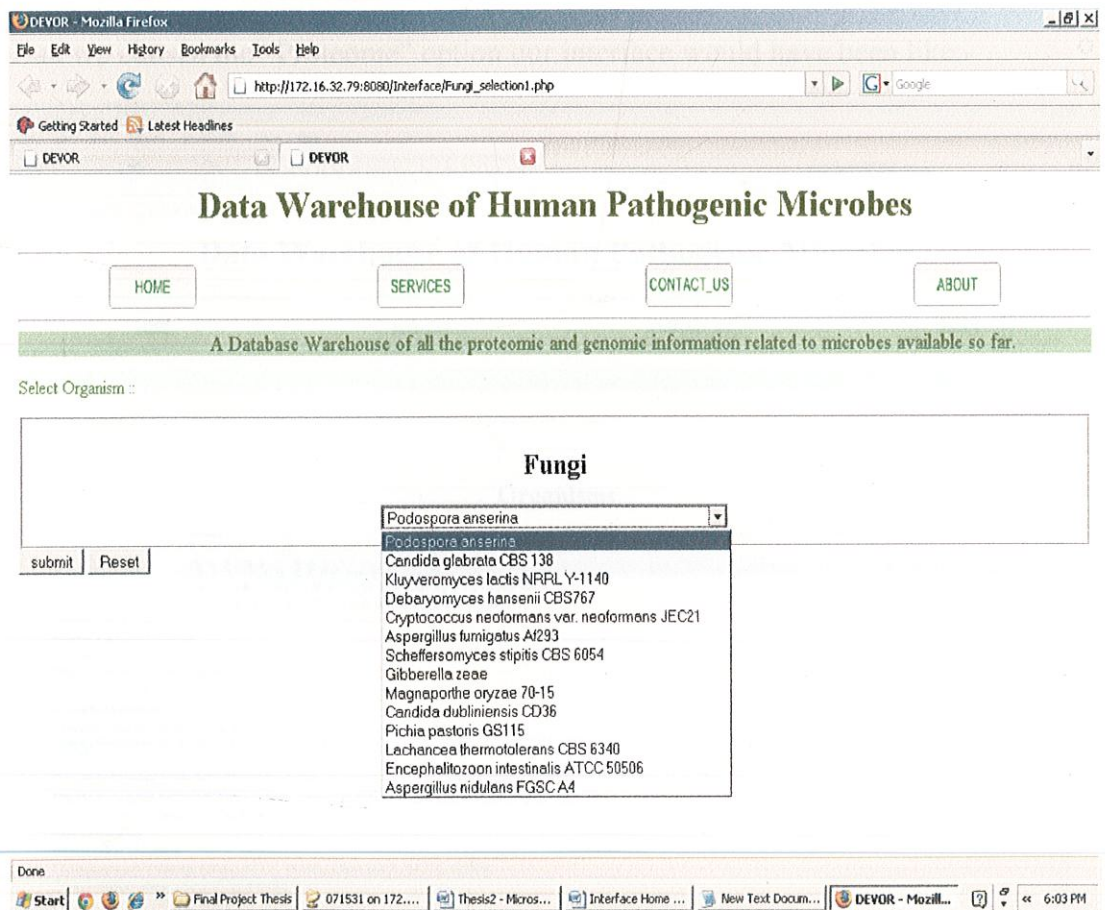 DEVOR - Mozilla Firefox
File Edit View History Bookmarks Tools Help
http://172.16.32.79:8080/Interface/Fungi_selection1.php
Google
Getting Started Latest Headlines
DEVOR DEVOR
Data Warehouse of Human Pathogenic Microbes
HOME SERVICES CONTACT_US ABOUT
A Database Warehouse of all the proteomic and genomic information related to microbes available so far.
Select Organism ::
Fungi
Podospora anserina
Podospora anserina
Candida glabrata CBS 138
Kluyveromyces lactis NRRL Y-1140
Debaryomyces hansenii CBS767
Cryptococcus neoformans var. neoformans JEC21
Aspergillus fumigatus Af293
Scheffersomyces stipitis CBS 6054
Gibberella zeae
Magnaporthe oryzae 70-15
Candida dubliniensis CD36
Pichia pastoris GS115
Lachancea thermotolerans CBS 6340
Encephalitozoon intestinalis ATCC 50506
Aspergillus nidulans FGSC A4
submit Reset
Done
Start » Final Project Thesis 071531 on 172.... Thesis2 - Micros... Interface Home ... New Text Docum... DEVOR - Mozill... « 6:03 PM